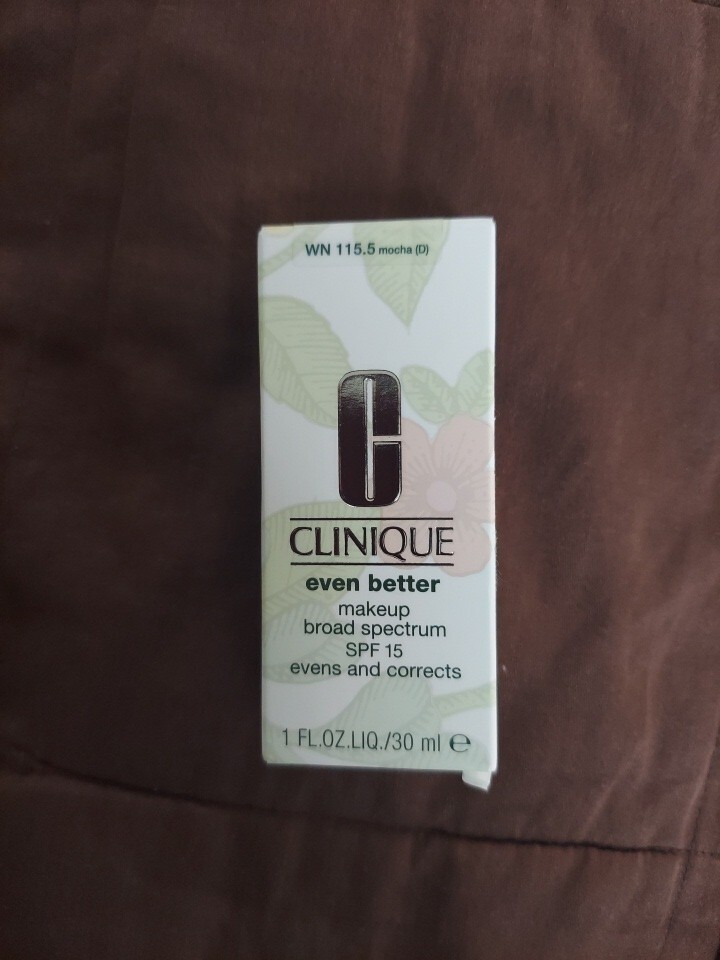 WN 115.5 mocha (D)
C
CLINIQUE
even better
makeup
broad spectrum
SPF 15
evens and corrects
1 FL.OZ.LIQ./30 ml ℮